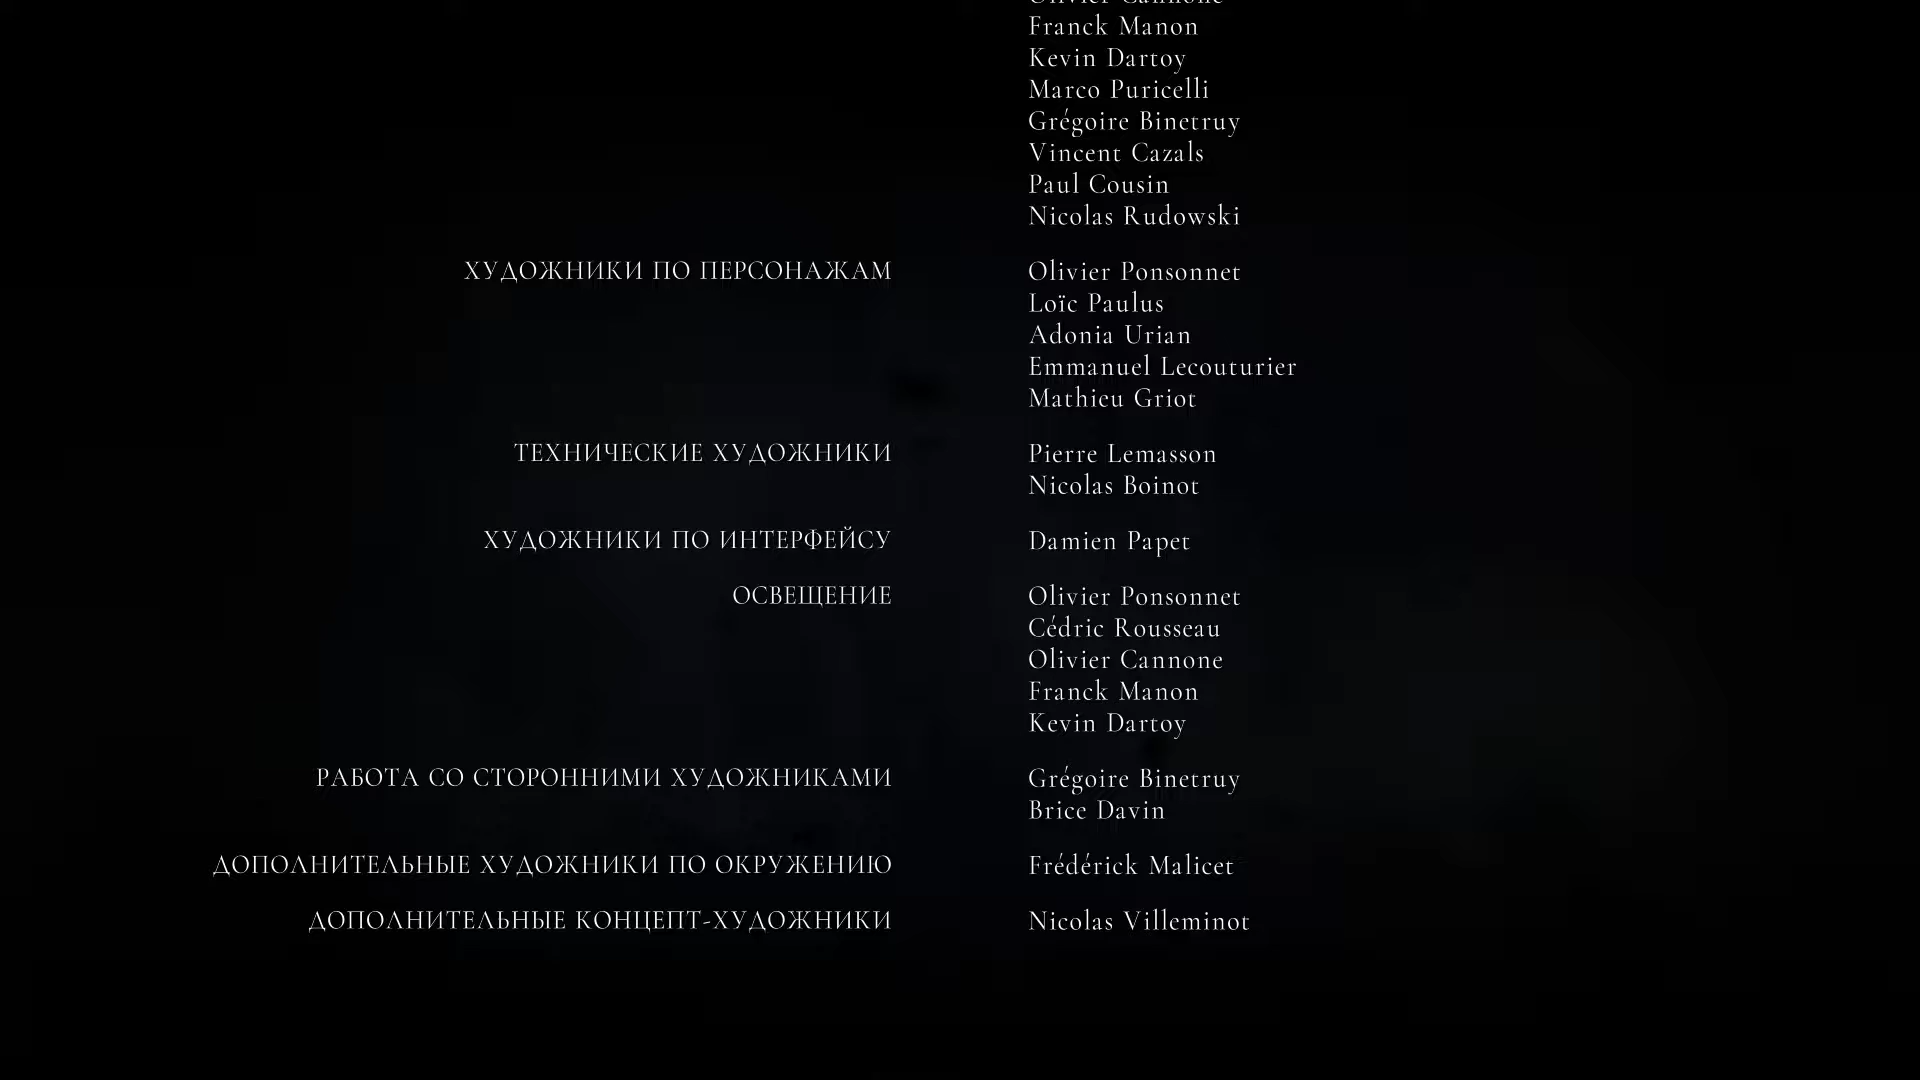 Franck Manon
Kevin Dartoy
Marco Puricelli
Grégoire Binetruy
Vincent Cazals
Paul Cousin
Nicolas Rudowski
ХУДОЖНИКИ ПО ПЕРСОНАЖАМ Olivier Ponsonnet
Loïc Paulus
Adonia Urian
Emmanuel Lecouturier
Mathieu Griot
ТЕХНИЧЕСКИЕ ХУДОЖНИКИ Pierre Lemasson
Nicolas Boinot
ХУДОЖНИКИ ПО ИНТЕРФЕЙСУ Damien Papet
ОСВЕЩЕНИЕ Olivier Ponsonnet
Cédric Rousseau
Olivier Cannone
Franck Manon
Kevin Dartoy
РАБОТА СО СТОРОННИМИ ХУДОЖНИКАМИ Grégoire Binetruy
Brice Davin
ДОПОЛНИТЕЛЬНЫЕ ХУДОЖНИКИ ПО ОКРУЖЕНИЮ Frédérick Malicet
ДОПОЛНИТЕЛЬНЫЕ КОНЦЕПТ-ХУДОЖНИКИ Nicolas Villeminot